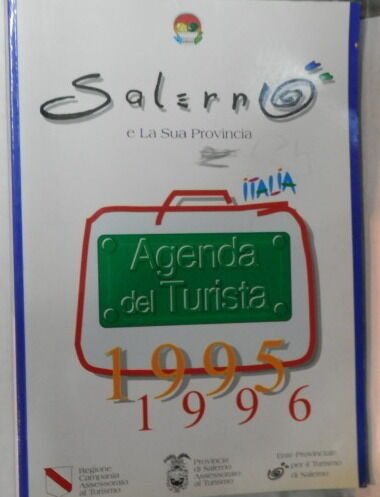 Salerno
e La Sua Provincia
ITALIA
Agenda
del Turista
1995
1996
Regione
Campania
Assessorato
al Turismo
Provincia
di Salerno
Assessorato
al Turismo
Ente Provinciale
per il Turismo
di Salerno